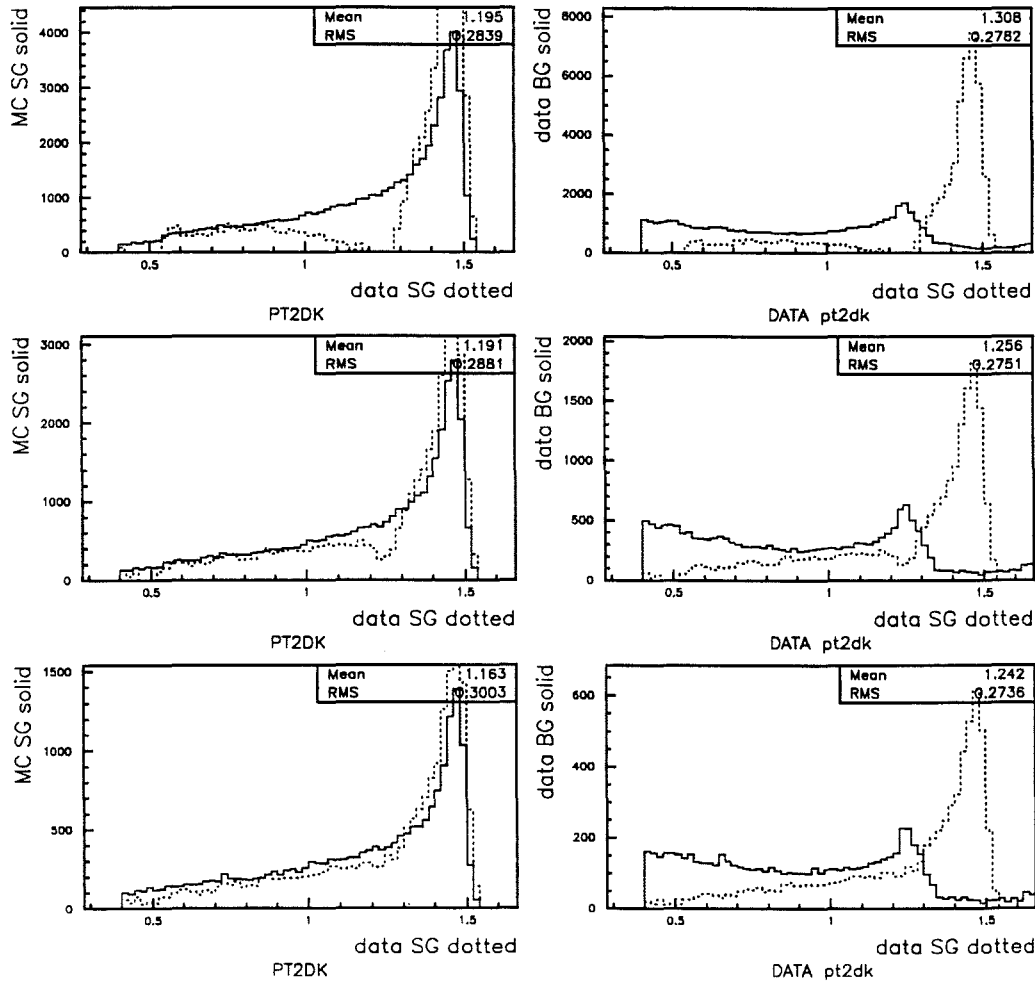 MC SG solid
Mean 1.195
RMS 0.2839
4000
3000
2000
1000
0
0.5 1 1.5
data SG dotted
PT2DK
data BG solid
Mean 1.308
RMS 0.2782
8000
6000
4000
2000
0
0.5 1 1.5
data SG dotted
DATA pt2dk
MC SG solid
Mean 1.191
RMS 0.2881
3000
2000
1000
0
0.5 1 1.5
data SG dotted
PT2DK
data BG solid
Mean 1.256
RMS 0.2751
2000
1500
1000
500
0
0.5 1 1.5
data SG dotted
DATA pt2dk
MC SG solid
Mean 1.163
RMS 0.3003
1500
1000
500
0
0.5 1 1.5
data SG dotted
PT2DK
data BG solid
Mean 1.242
RMS 0.2736
600
400
200
0
0.5 1 1.5
data SG dotted
DATA pt2dk